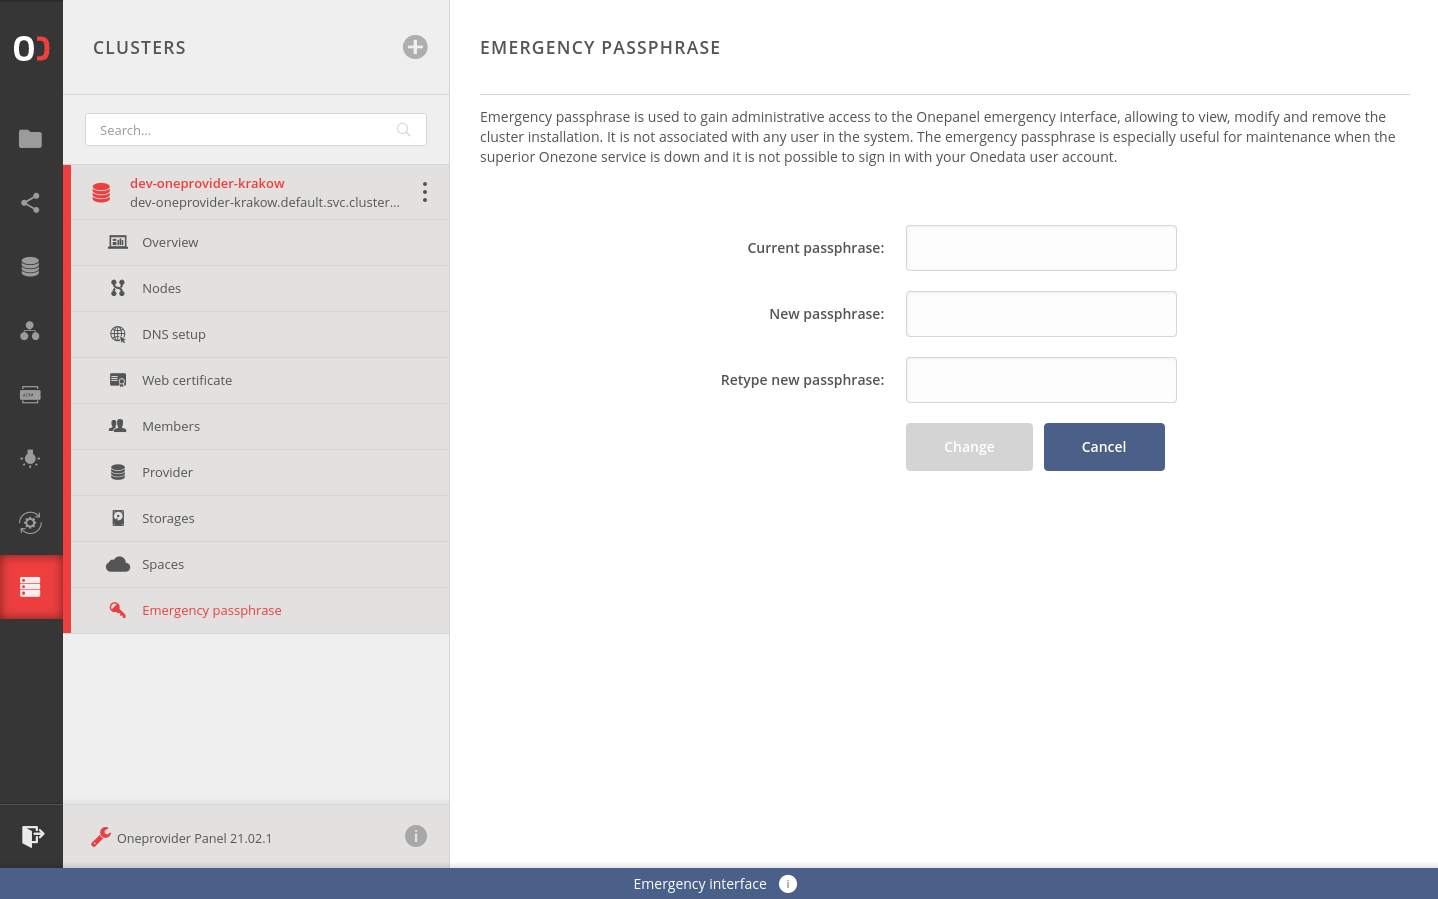 CLUSTERS
Search...
dev-oneprovider-krakow
dev-oneprovider-krakow.default.svc.cluster...
Overview
Nodes
DNS setup
Web certificate
Members
Provider
Storages
Spaces
Emergency passphrase
Oneprovider Panel 21.02.1
EMERGENCY PASSPHRASE
Emergency passphrase is used to gain administrative access to the Onepanel emergency interface, allowing to view, modify and remove the
cluster installation. It is not associated with any user in the system. The emergency passphrase is especially useful for maintenance when the
superior Onezone service is down and it is not possible to sign in with your Onedata user account.
Current passphrase:
New passphrase:
Retype new passphrase:
Change Cancel
Emergency interface